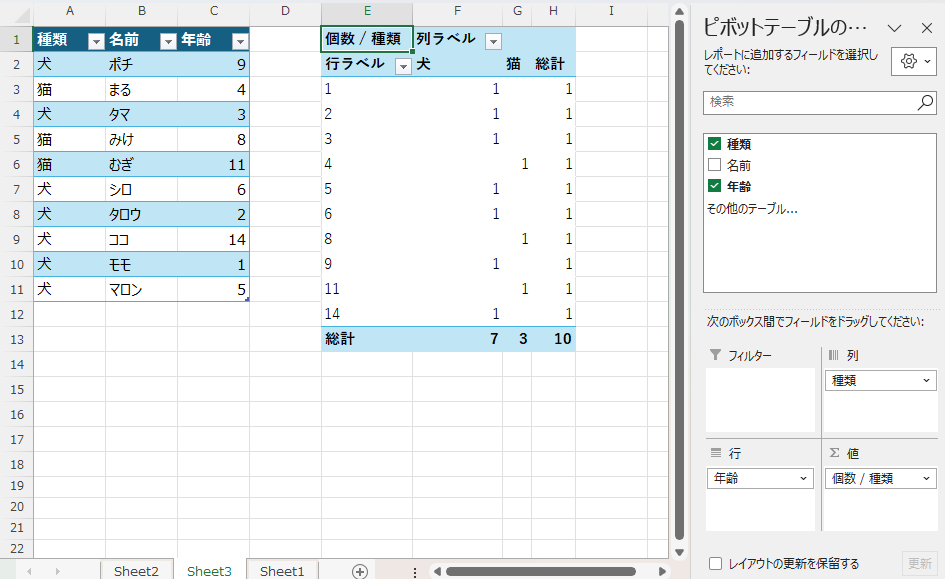 A B C D E F G H I
1 種類 名前 年齢 個数 / 種類 列ラベル
2 犬 ポチ 9 行ラベル 犬 猫 総計
3 猫 まる 4 1 1 1
4 犬 タマ 3 2 1 1
5 猫 みけ 8 3 1 1
6 猫 むぎ 11 4 1 1
7 犬 シロ 6 5 1 1
8 犬 タロウ 2 6 1 1
9 犬 ココ 14 8 1 1
10 犬 モモ 1 9 1 1
11 犬 マロン 5 11 1 1
12 14 1 1
13 総計 7 3 10
14
15
16
17
18
19
20
21
22
Sheet2 Sheet3 Sheet1
ピボットテーブルの…
レポートに追加するフィールドを選択し
てください:
検索
種類
名前
年齢
その他のテーブル...
次のボックス間でフィールドをドラッグしてください:
フィルター 列
種類
行 Σ 値
年齢 個数 / 種類
レイアウトの更新を保留する 更新